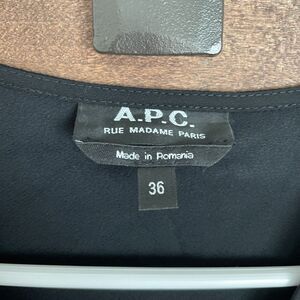 A.P.C.
RUE MADAME PARIS
Made in Romania
36